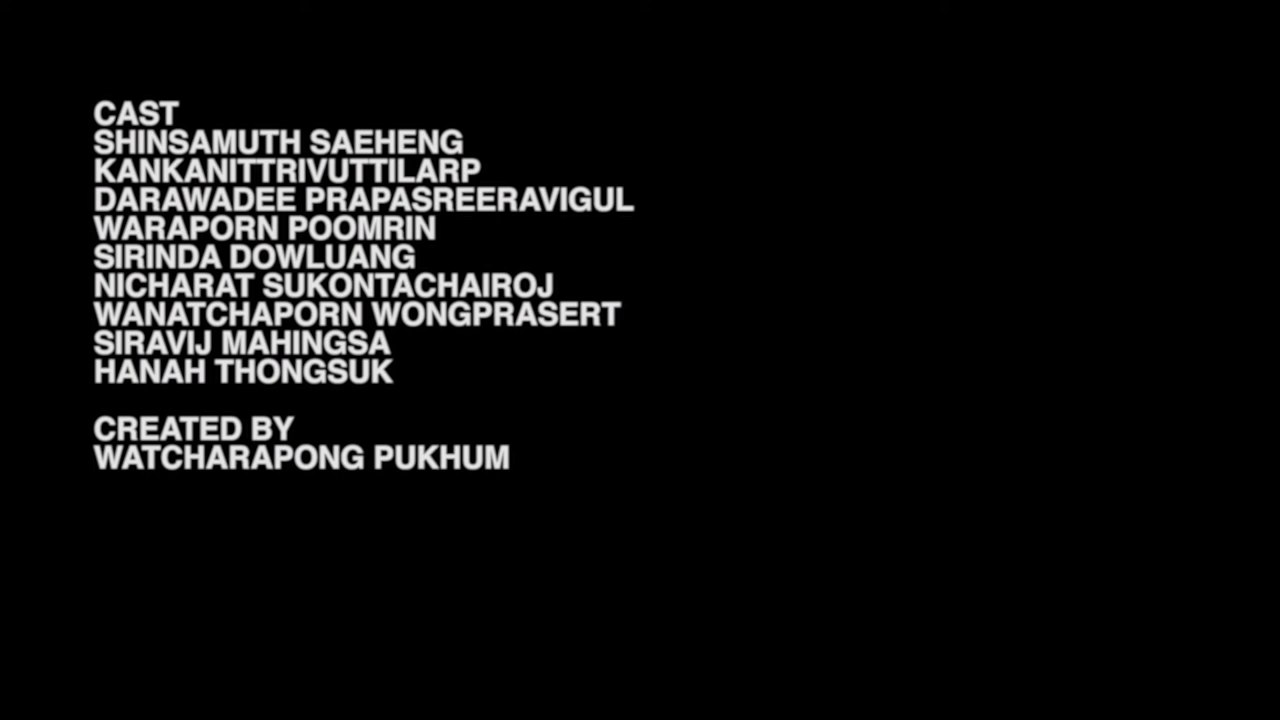 CAST
SHINSAMUTH SAEHENG
KANKANITTRIVUTTILARP
DARAWADEE PRAPASREERAVIGUL
WARAPORN POOMRIN
SIRINDA DOWLUANG
NICHARAT SUKONTACHAIROJ
WANATCHAPORN WONGPRASERT
SIRAVIJ MAHINGSA
HANAH THONGSUK
CREATED BY
WATCHARAPONG PUKHUM